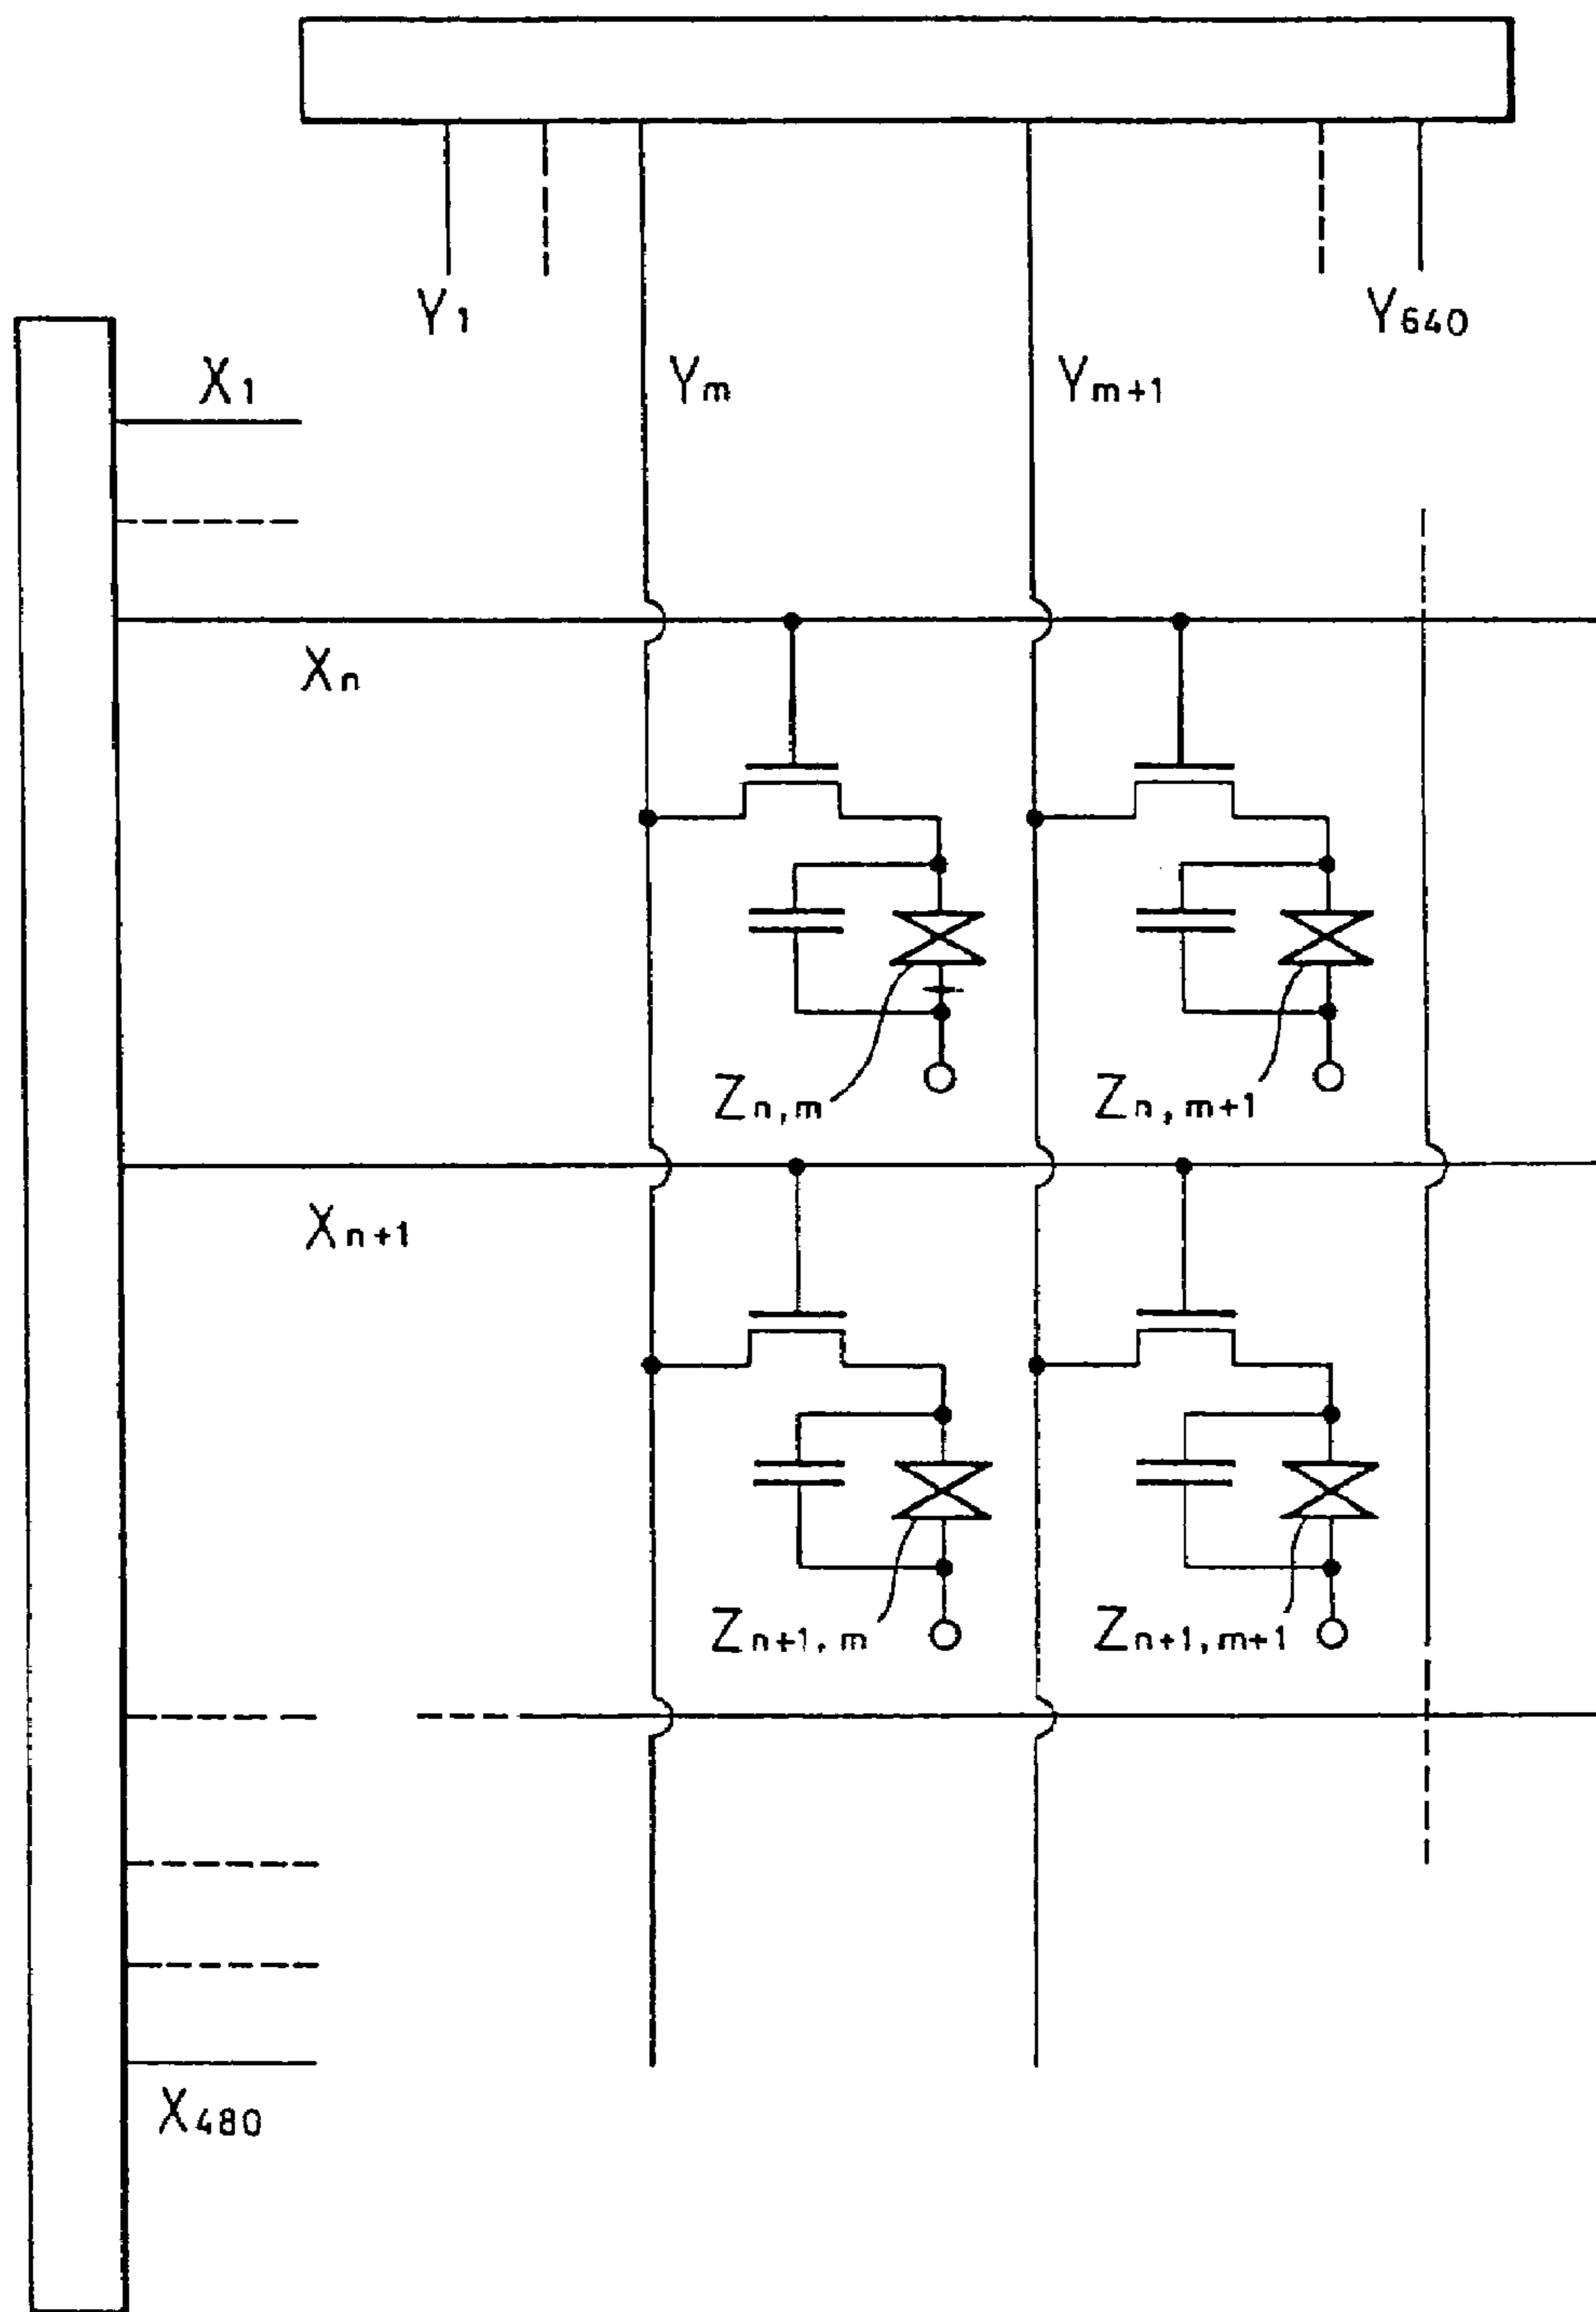 Y1
Y640
X1
Ym
Ym+1
Xn
Zn,m
Zn,m+1
Xn+1
Zn+1,m
Zn+1,m+1
X480